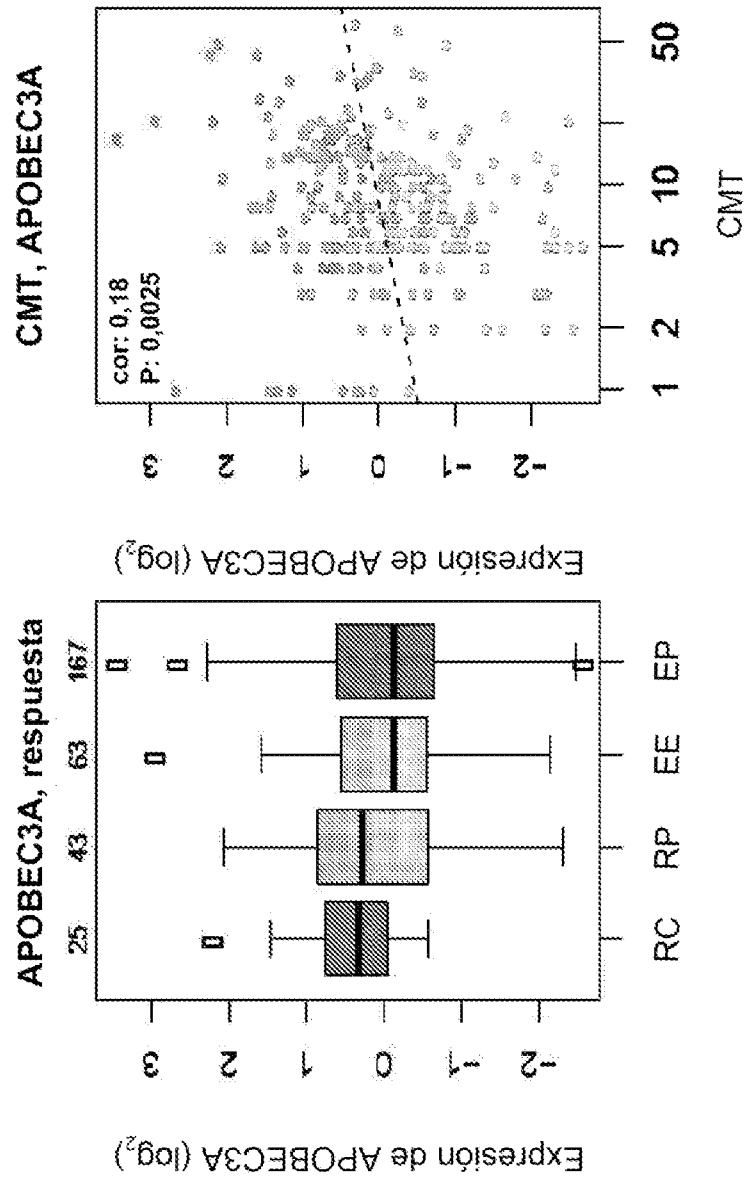 APOBEC3A, respuesta
25 43 63 167
3
2
1
0
-1
-2
Expresión de APOBEC3A (log₂)
RC RP EE EP
CMT, APOBEC3A
cor: 0,18
P: 0,0025
3
2
1
0
-1
-2
Expresión de APOBEC3A (log₂)
1 2 5 10 50
CMT